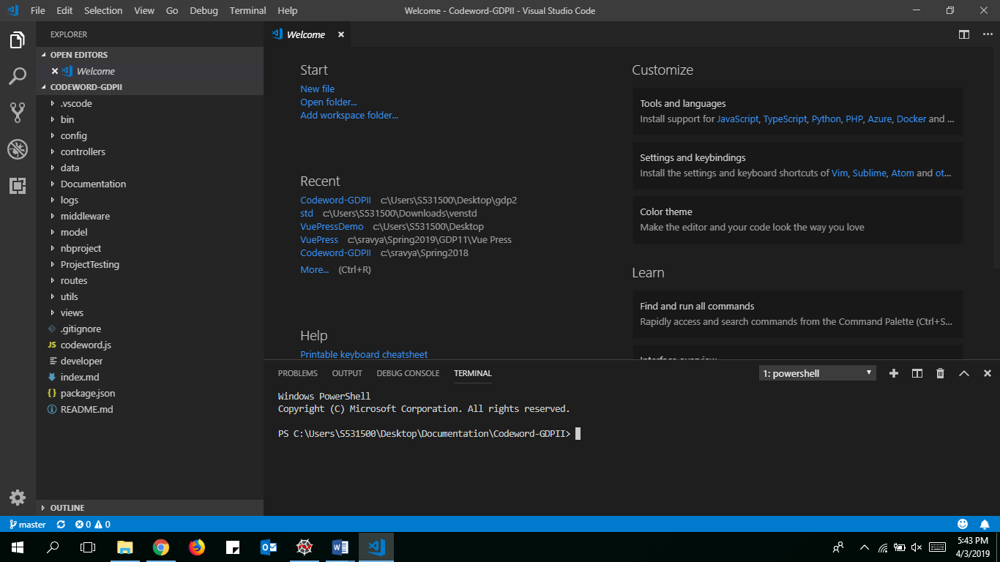 File Edit Selection View Go Debug Terminal Help
Welcome - Codeword-GDPII - Visual Studio Code
EXPLORER
OPEN EDITORS
Welcome
CODEWORD-GDPII
.vscode
bin
config
controllers
data
Documentation
logs
middleware
model
nbproject
ProjectTesting
routes
utils
views
.gitignore
JS codeword.js
developer
index.md
{} package.json
README.md
OUTLINE
Welcome
Start
New file
Open folder...
Add workspace folder...
Recent
Codeword-GDPII c:\Users\S531500\Desktop\gdp2
std c:\Users\S531500\Downloads\venstd
VuePressDemo c:\Users\S531500\Desktop
VuePress c:\sravya\Spring2019\GDP11\Vue Press
Codeword-GDPII c:\sravya\Spring2018
More... (Ctrl+R)
Help
Printable keyboard cheatsheet
Customize
Tools and languages
Install support for JavaScript, TypeScript, Python, PHP, Azure, Docker and ...
Settings and keybindings
Install the settings and keyboard shortcuts of Vim, Sublime, Atom and ot...
Color theme
Make the editor and your code look the way you love
Learn
Find and run all commands
Rapidly access and search commands from the Command Palette (Ctrl+S...
Interface overview
PROBLEMS OUTPUT DEBUG CONSOLE TERMINAL
1: powershell
Windows PowerShell
Copyright (C) Microsoft Corporation. All rights reserved.
PS C:\Users\S531500\Desktop\Documentation\Codeword-GDPII>
master 0 0
5:43 PM
4/3/2019